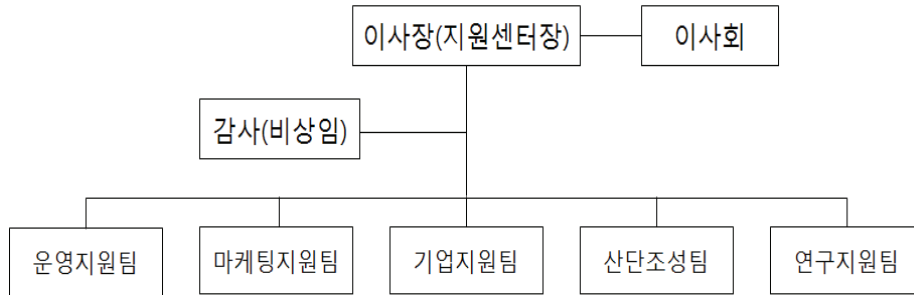 이사장(지원센터장)
이사회
감사(비상임)
운영지원팀
마케팅지원팀
기업지원팀
산단조성팀
연구지원팀